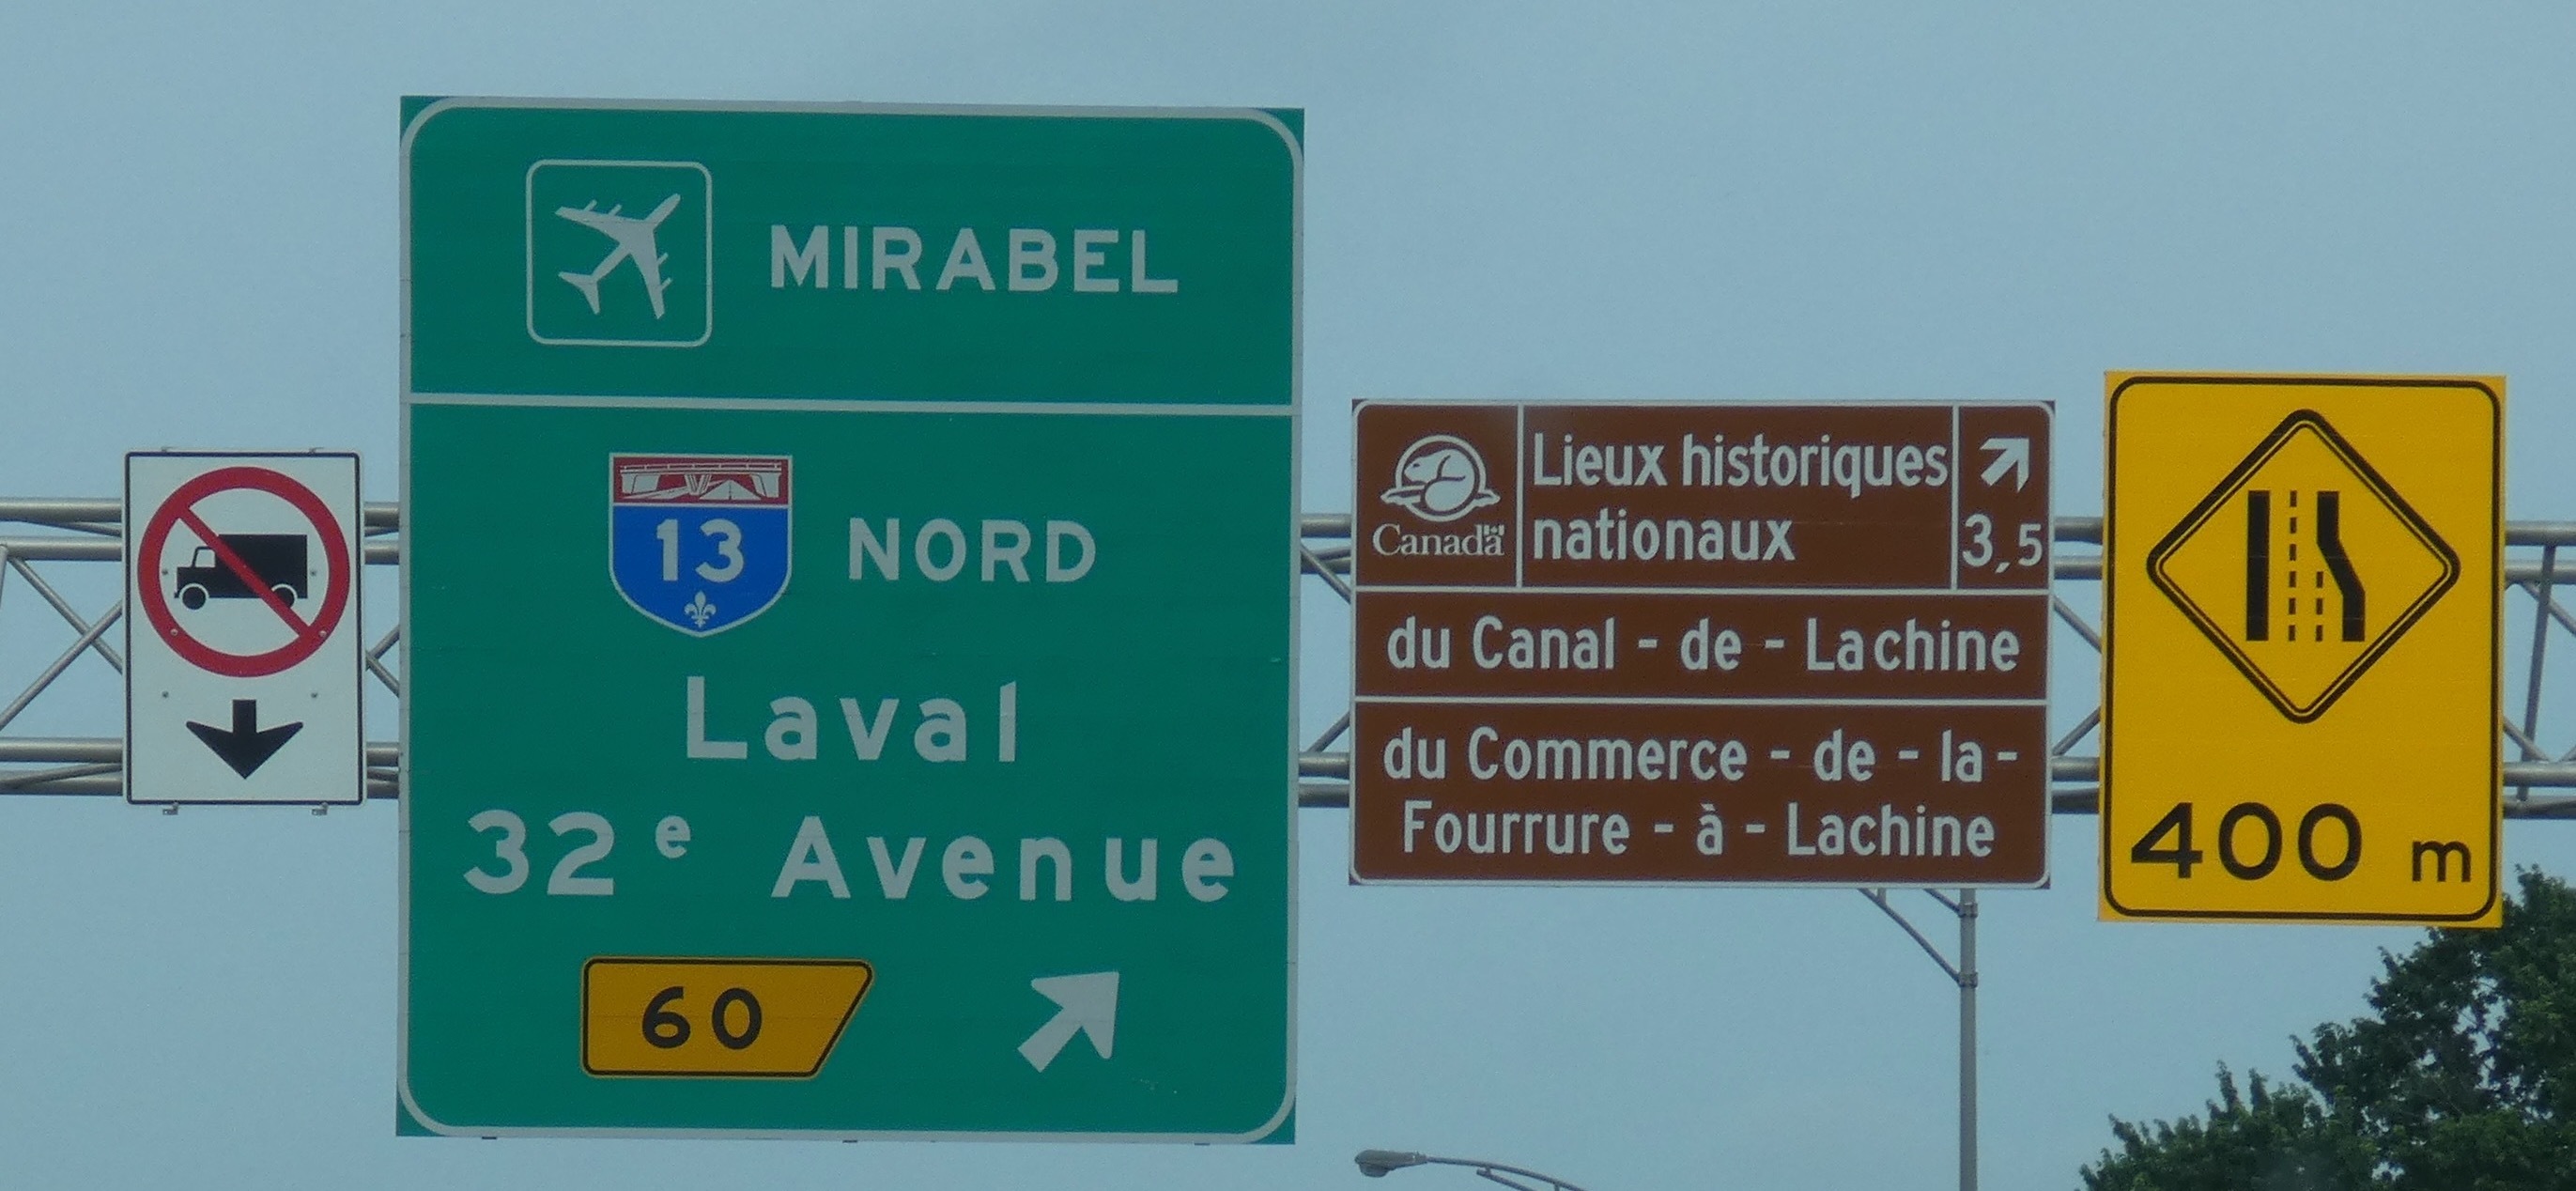 MIRABEL
13 NORD
Laval
32e Avenue
60
Canada
Lieux historiques
nationaux
3,5
du Canal - de - Lachine
du Commerce - de - la -
Fourrure - à - Lachine
400 m